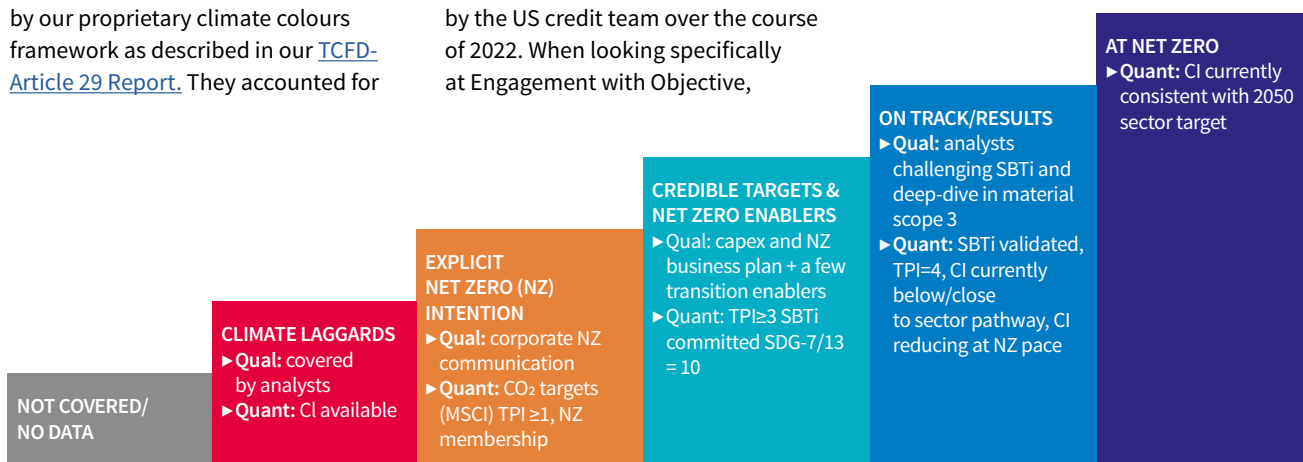 by our proprietary climate colours
framework as described in our TCFD-
Article 29 Report. They accounted for
by the US credit team over the course
of 2022. When looking specifically
at Engagement with Objective,
NOT COVERED/
NO DATA
CLIMATE LAGGARDS
▸Qual: covered
by analysts
▸Quant: CI available
EXPLICIT
NET ZERO (NZ)
INTENTION
▸Qual: corporate NZ
communication
▸Quant: CO₂ targets
(MSCI) TPI ≥1, NZ
membership
CREDIBLE TARGETS &
NET ZERO ENABLERS
▸Qual: capex and NZ
business plan + a few
transition enablers
▸Quant: TPI≥3 SBTi
committed SDG-7/13
= 10
ON TRACK/RESULTS
▸Qual: analysts
challenging SBTi and
deep-dive in material
scope 3
▸Quant: SBTi validated,
TPI=4, CI currently
below/close
to sector pathway, CI
reducing at NZ pace
AT NET ZERO
▸Quant: CI currently
consistent with 2050
sector target